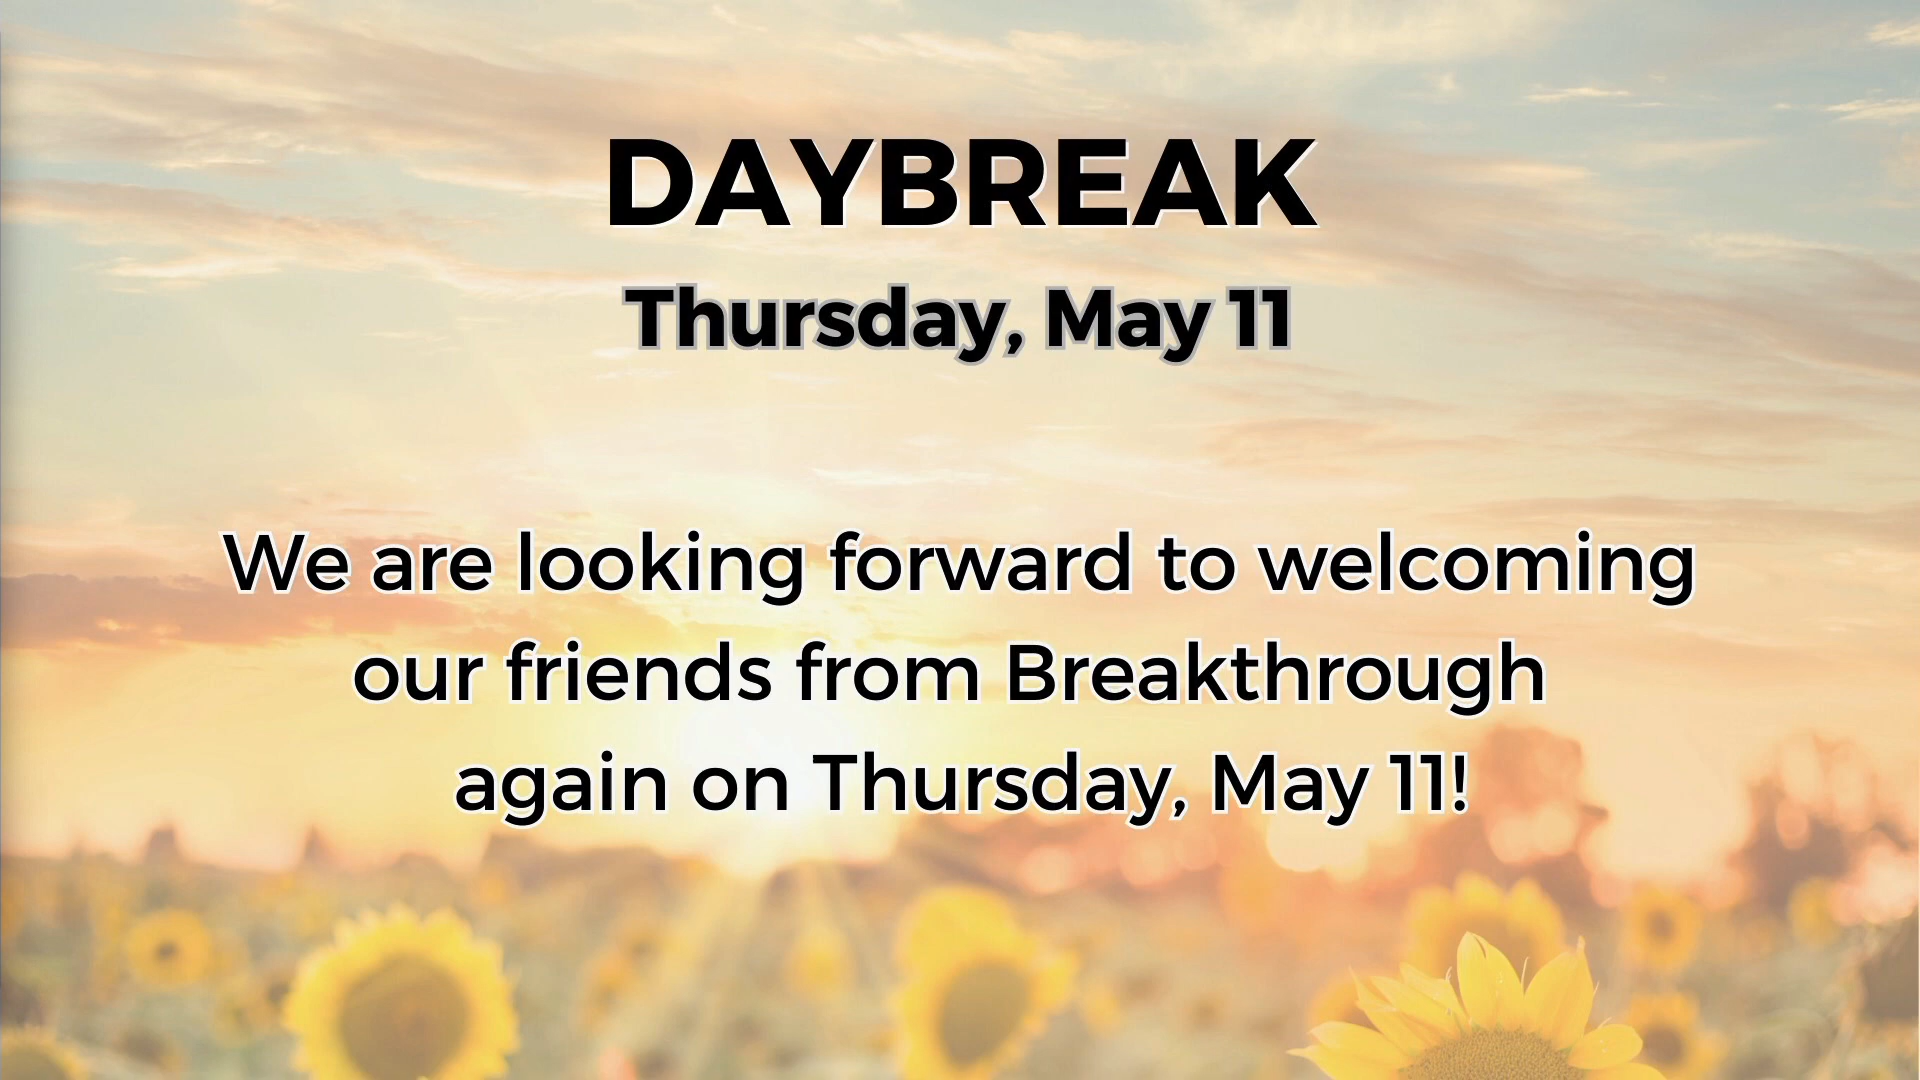 DAYBREAK
Thursday, May 11
We are looking forward to welcoming
our friends from Breakthrough
again on Thursday, May 11!